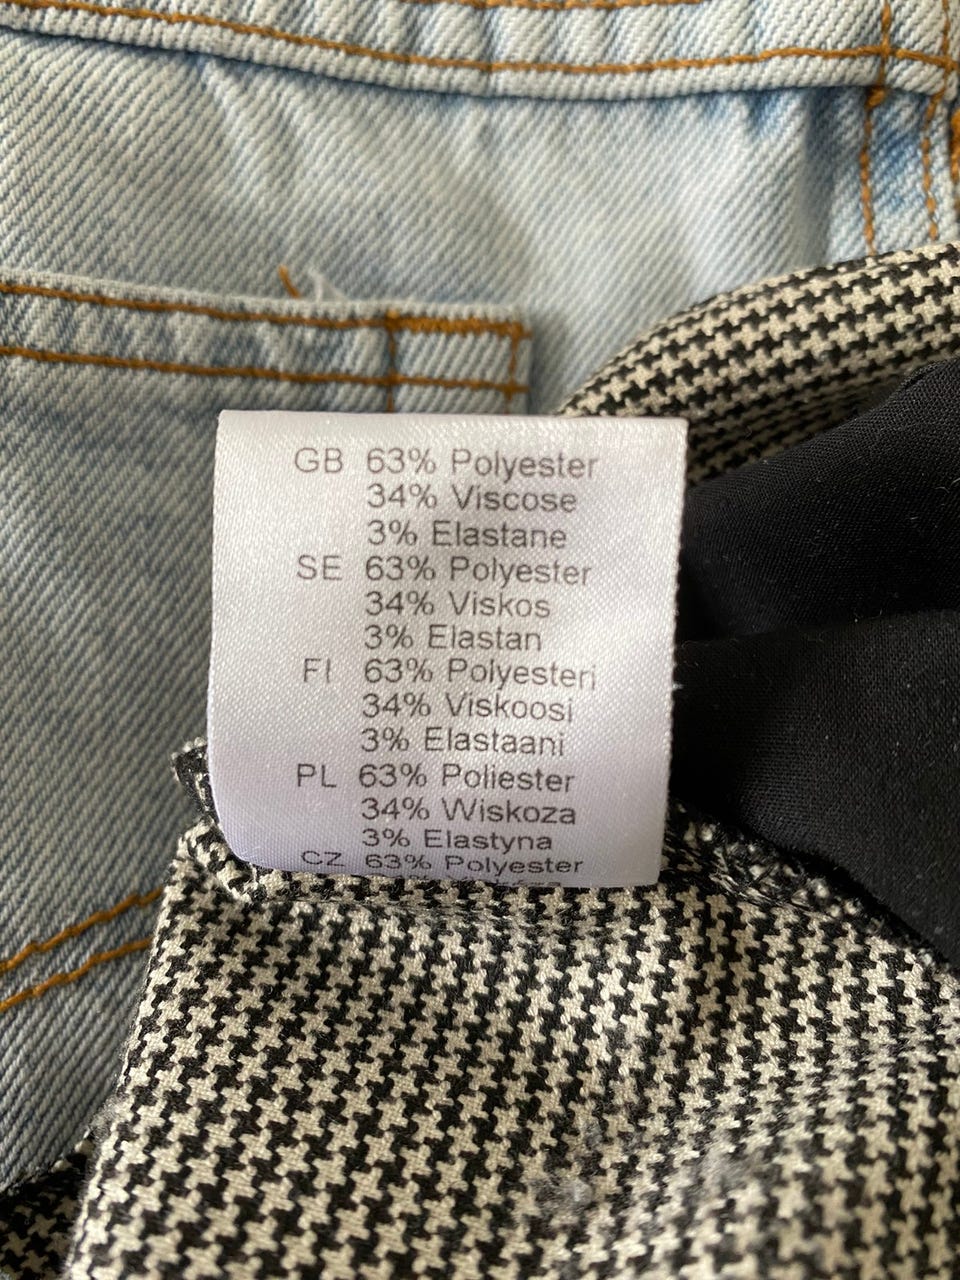 GB 63% Polyester
34% Viscose
3% Elastane
SE 63% Polyester
34% Viskos
3% Elastan
FI 63% Polyesteri
34% Viskoosi
3% Elastaani
PL 63% Poliester
34% Wiskoza
3% Elastyna
CZ 63% Polyester